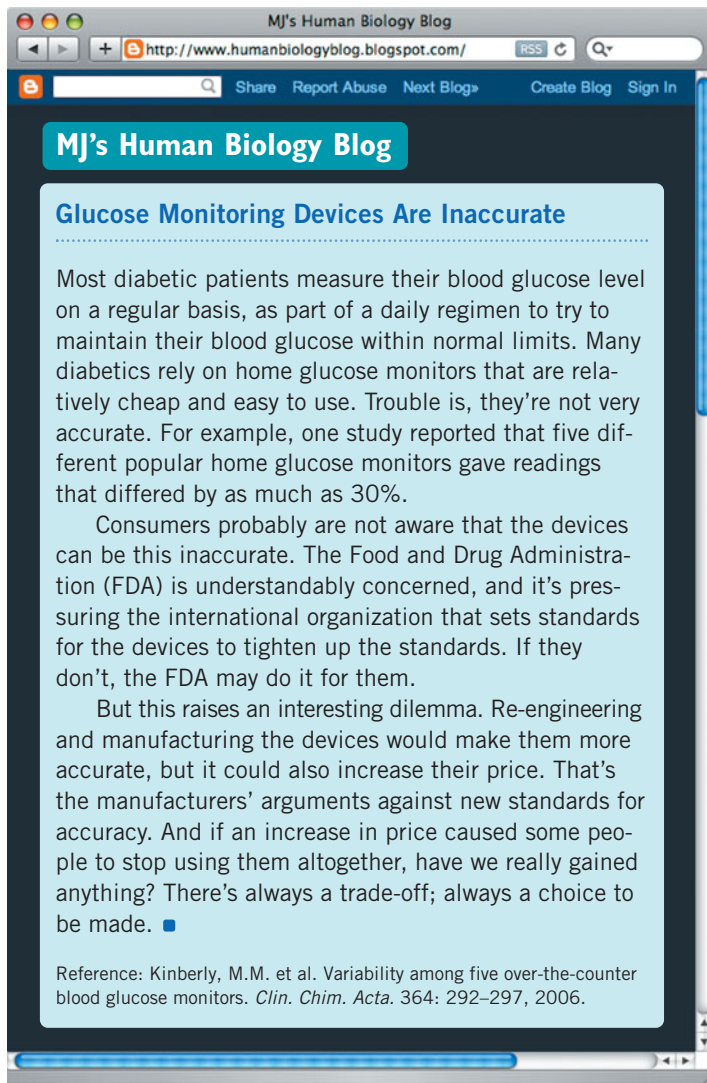 MJ's Human Biology Blog
http://www.humanbiologyblog.blogspot.com/ RSS
Share Report Abuse Next Blog» Create Blog Sign In
MJ's Human Biology Blog
Glucose Monitoring Devices Are Inaccurate
Most diabetic patients measure their blood glucose level
on a regular basis, as part of a daily regimen to try to
maintain their blood glucose within normal limits. Many
diabetics rely on home glucose monitors that are rela-
tively cheap and easy to use. Trouble is, they're not very
accurate. For example, one study reported that five dif-
ferent popular home glucose monitors gave readings
that differed by as much as 30%.
Consumers probably are not aware that the devices
can be this inaccurate. The Food and Drug Administra-
tion (FDA) is understandably concerned, and it's pres-
suring the international organization that sets standards
for the devices to tighten up the standards. If they
don't, the FDA may do it for them.
But this raises an interesting dilemma. Re-engineering
and manufacturing the devices would make them more
accurate, but it could also increase their price. That's
the manufacturers' arguments against new standards for
accuracy. And if an increase in price caused some peo-
ple to stop using them altogether, have we really gained
anything? There's always a trade-off; always a choice to
be made.
Reference: Kinberly, M.M. et al. Variability among five over-the-counter
blood glucose monitors. Clin. Chim. Acta. 364: 292–297, 2006.